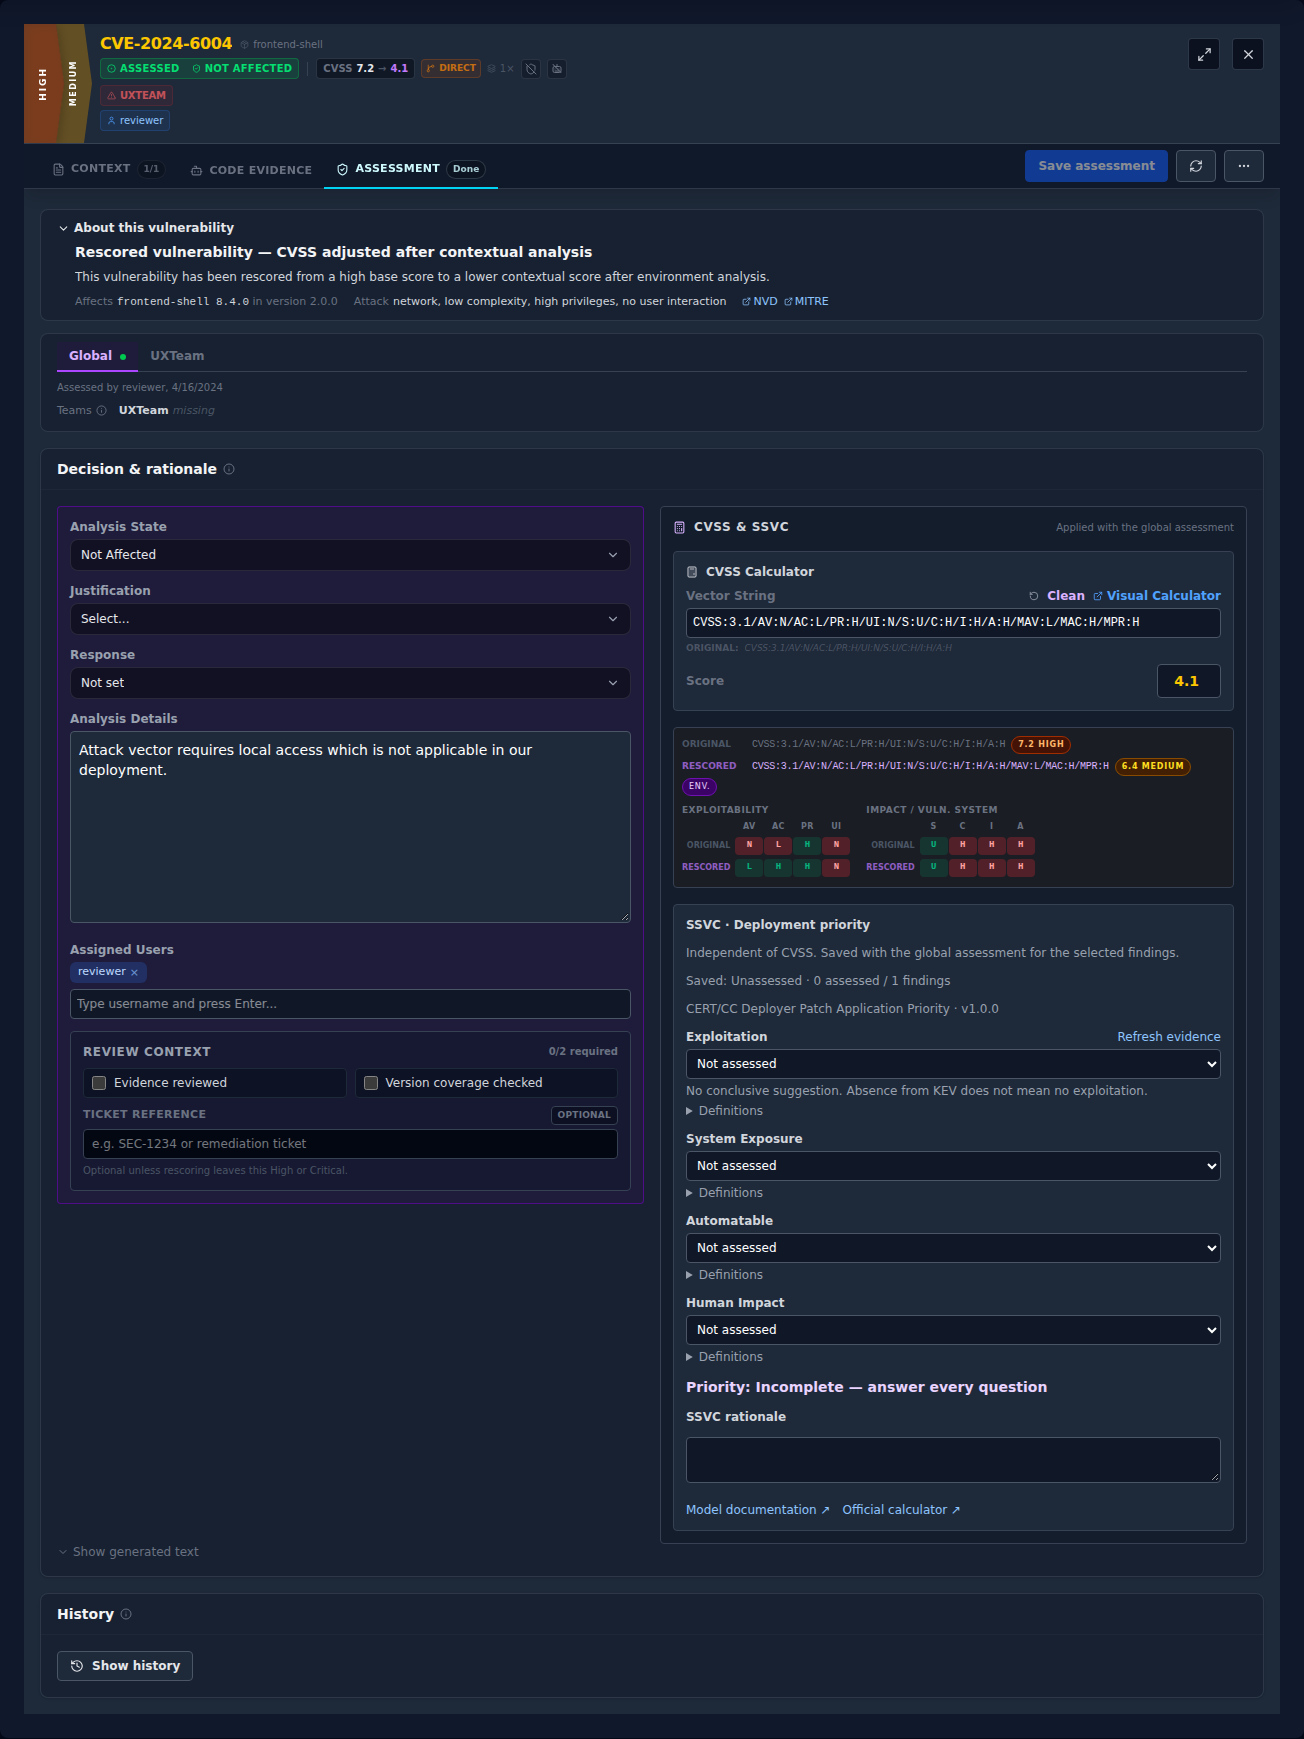 HIGH
MEDIUM
CVE-2024-6004 frontend-shell
ASSESSED NOT AFFECTED CVSS 7.2 → 4.1 DIRECT 1×
UXTEAM
reviewer
CONTEXT 1/1 CODE EVIDENCE ASSESSMENT Done Save assessment
About this vulnerability
Rescored vulnerability — CVSS adjusted after contextual analysis
This vulnerability has been rescored from a high base score to a lower contextual score after environment analysis.
Affects frontend-shell 8.4.0 in version 2.0.0 Attack network, low complexity, high privileges, no user interaction NVD MITRE
Global UXTeam
Assessed by reviewer, 4/16/2024
Teams UXTeam missing
Decision & rationale
Analysis State
Not Affected
Justification
Select...
Response
Not set
Analysis Details
Attack vector requires local access which is not applicable in our
deployment.
Assigned Users
reviewer ×
Type username and press Enter...
REVIEW CONTEXT 0/2 required
Evidence reviewed Version coverage checked
TICKET REFERENCE OPTIONAL
e.g. SEC-1234 or remediation ticket
Optional unless rescoring leaves this High or Critical.
CVSS & SSVC Applied with the global assessment
CVSS Calculator
Vector String Clean Visual Calculator
CVSS:3.1/AV:N/AC:L/PR:H/UI:N/S:U/C:H/I:H/A:H/MAV:L/MAC:H/MPR:H
ORIGINAL: CVSS:3.1/AV:N/AC:L/PR:H/UI:N/S:U/C:H/I:H/A:H
Score 4.1
ORIGINAL CVSS:3.1/AV:N/AC:L/PR:H/UI:N/S:U/C:H/I:H/A:H 7.2 HIGH
RESCORED CVSS:3.1/AV:N/AC:L/PR:H/UI:N/S:U/C:H/I:H/A:H/MAV:L/MAC:H/MPR:H 6.4 MEDIUM
ENV.
EXPLOITABILITY IMPACT / VULN. SYSTEM
AV AC PR UI S C I A
ORIGINAL N L H N ORIGINAL U H H H
RESCORED L H H N RESCORED U H H H
SSVC · Deployment priority
Independent of CVSS. Saved with the global assessment for the selected findings.
Saved: Unassessed · 0 assessed / 1 findings
CERT/CC Deployer Patch Application Priority · v1.0.0
Exploitation Refresh evidence
Not assessed
No conclusive suggestion. Absence from KEV does not mean no exploitation.
Definitions
System Exposure
Not assessed
Definitions
Automatable
Not assessed
Definitions
Human Impact
Not assessed
Definitions
Priority: Incomplete — answer every question
SSVC rationale
Model documentation ↗ Official calculator ↗
Show generated text
History
Show history